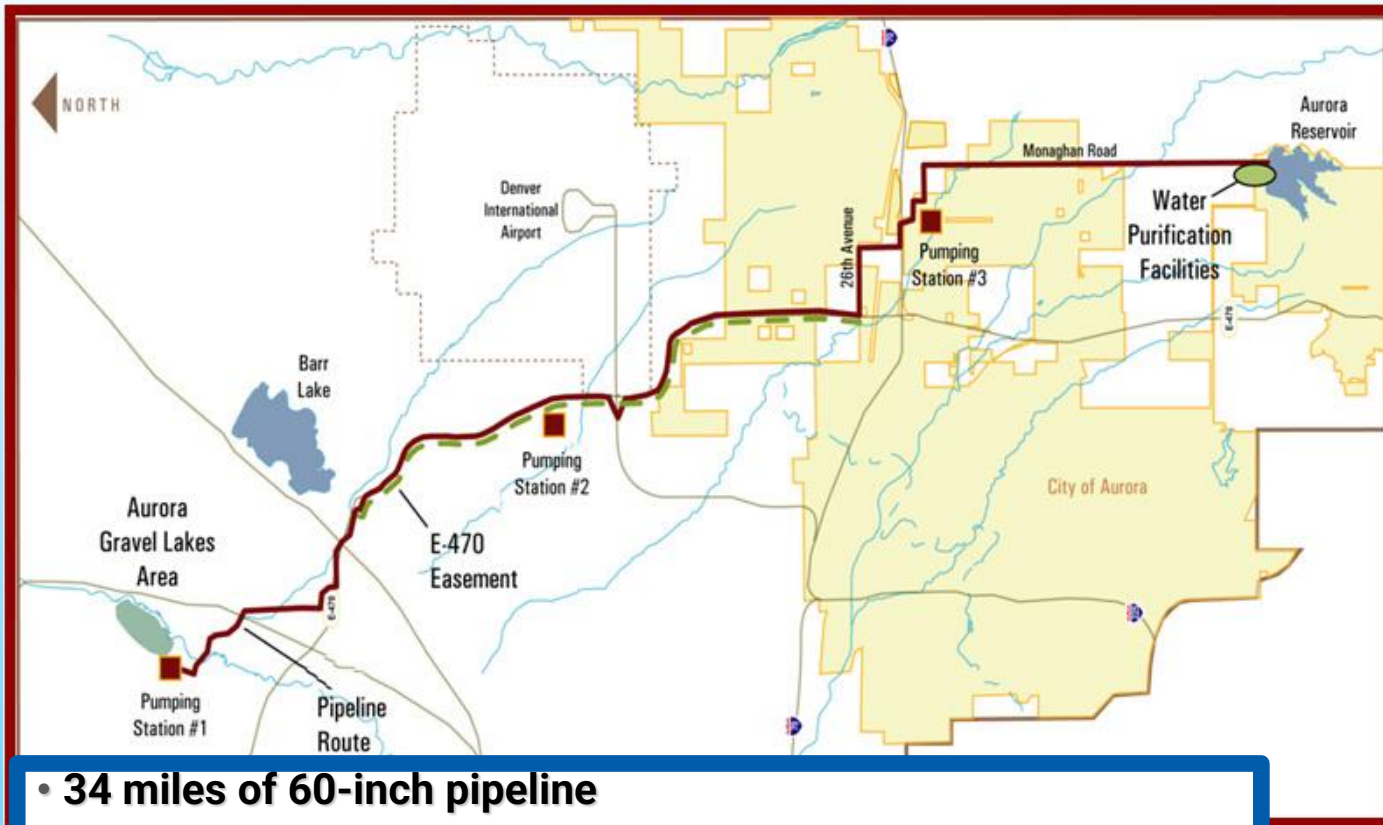 NORTH
Aurora
Reservoir
Monaghan Road
Denver
International
Airport
Water
Purification
Facilities
26th Avenue
Pumping
Station #3
E-470
Barr
Lake
Pumping
Station #2
City of Aurora
Aurora
Gravel Lakes
Area
E-470
Easement
E-470
Pumping
Station #1
Pipeline
Route
• 34 miles of 60-inch pipeline